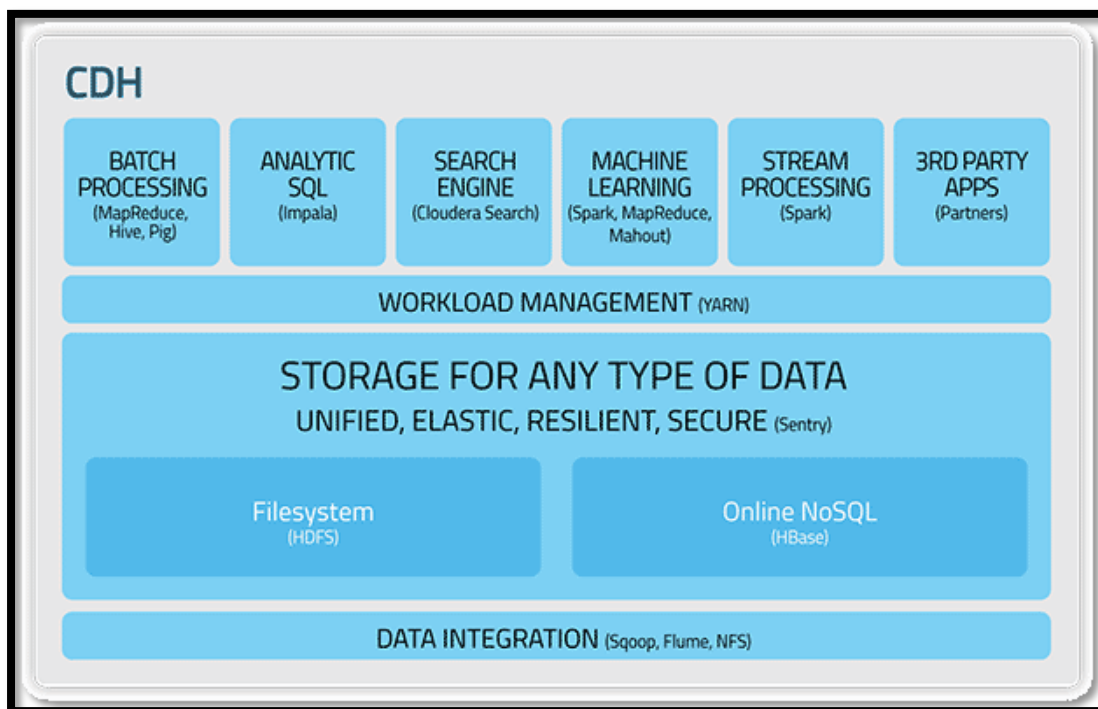 CDH
BATCH
PROCESSING
(MapReduce,
Hive, Pig)
ANALYTIC
SQL
(Impala)
SEARCH
ENGINE
(Cloudera Search)
MACHINE
LEARNING
(Spark, MapReduce,
Mahout)
STREAM
PROCESSING
(Spark)
3RD PARTY
APPS
(Partners)
WORKLOAD MANAGEMENT (YARN)
STORAGE FOR ANY TYPE OF DATA
UNIFIED, ELASTIC, RESILIENT, SECURE (Sentry)
Filesystem
(HDFS)
Online NoSQL
(HBase)
DATA INTEGRATION (Sqoop, Flume, NFS)